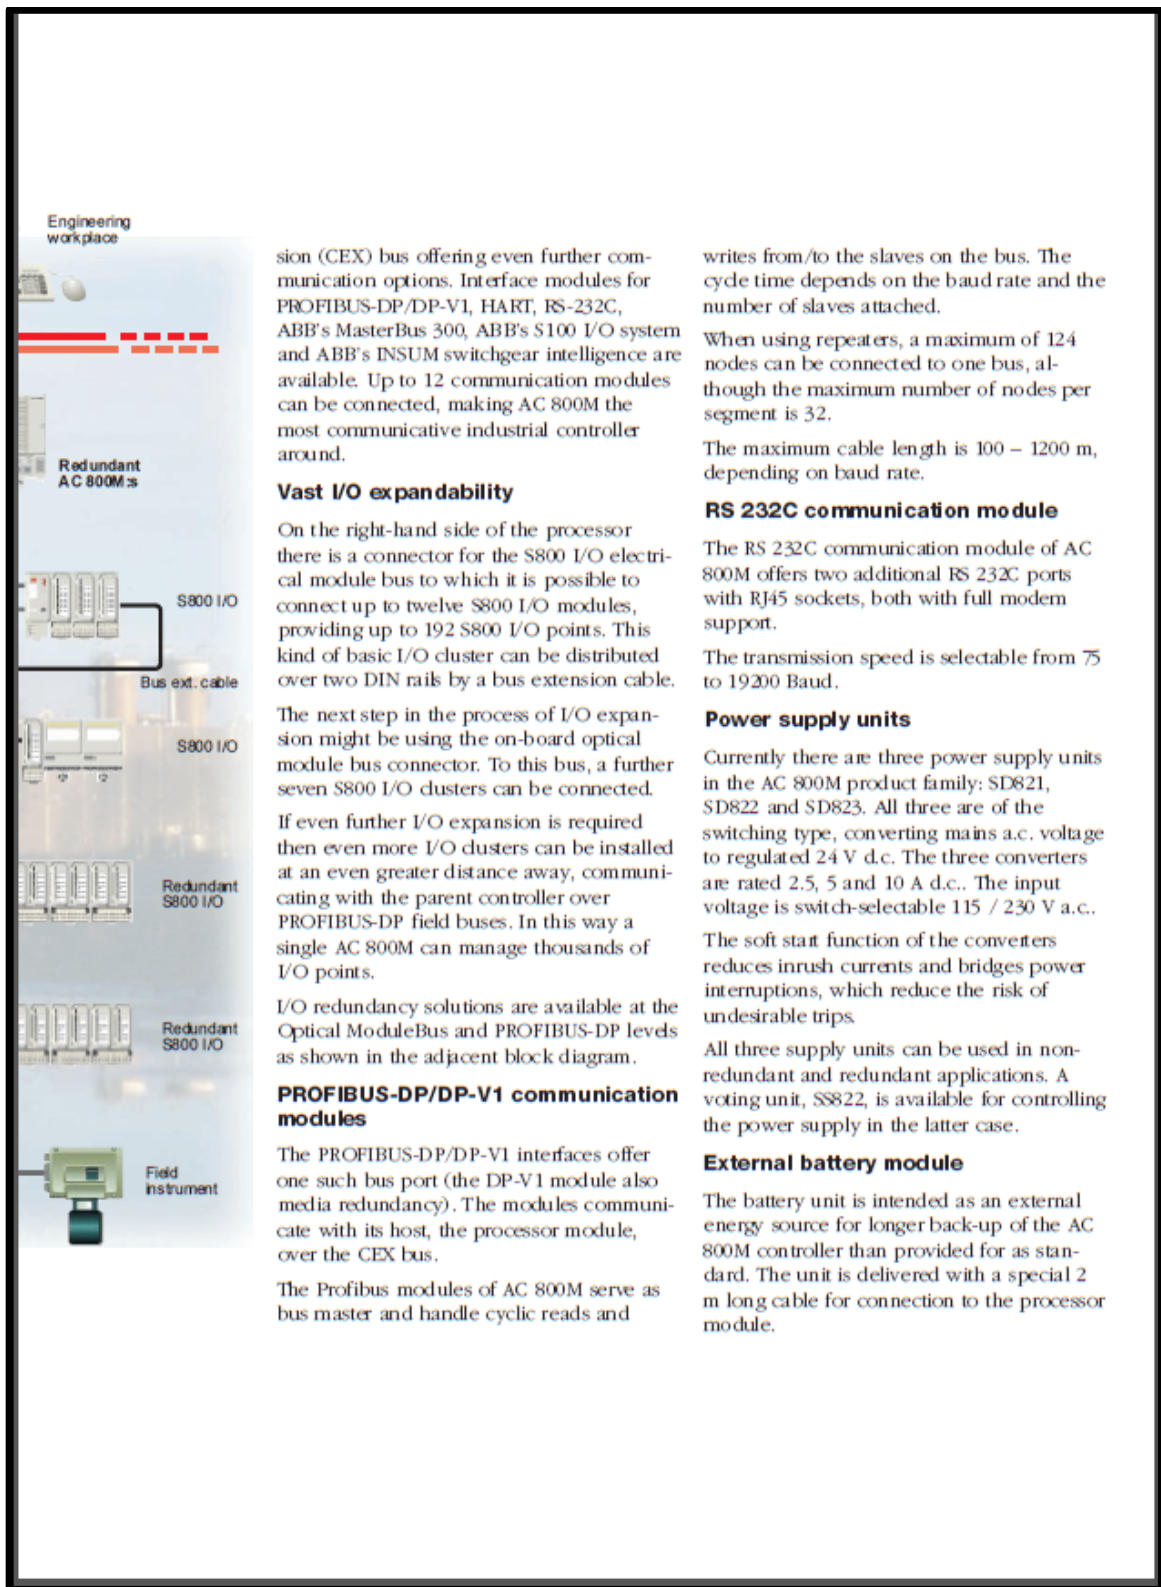 Engineering
workplace
Redundant
AC 800M:s
S800 I/O
Bus ext. cable
S800 I/O
Redundant
S800 I/O
Redundant
S800 I/O
Field
instrument
sion (CEX) bus offering even further com-
munication options. Interface modules for
PROFIBUS-DP/DP-V1, HART, RS-232C,
ABB's MasterBus 300, ABB's S100 I/O system
and ABB's INSUM switchgear intelligence are
available. Up to 12 communication modules
can be connected, making AC 800M the
most communicative industrial controller
around.
Vast I/O expandability
On the right-hand side of the processor
there is a connector for the S800 I/O electri-
cal module bus to which it is possible to
connect up to twelve S800 I/O modules,
providing up to 192 S800 I/O points. This
kind of basic I/O cluster can be distributed
over two DIN rails by a bus extension cable.
The next step in the process of I/O expan-
sion might be using the on-board optical
module bus connector. To this bus, a further
seven S800 I/O clusters can be connected.
If even further I/O expansion is required
then even more I/O clusters can be installed
at an even greater distance away, communi-
cating with the parent controller over
PROFIBUS-DP field buses. In this way a
single AC 800M can manage thousands of
I/O points.
I/O redundancy solutions are available at the
Optical ModuleBus and PROFIBUS-DP levels
as shown in the adjacent block diagram.
PROFIBUS-DP/DP-V1 communication
modules
The PROFIBUS-DP/DP-V1 interfaces offer
one such bus port (the DP-V1 module also
media redundancy). The modules communi-
cate with its host, the processor module,
over the CEX bus.
The Profibus modules of AC 800M serve as
bus master and handle cyclic reads and
writes from/to the slaves on the bus. The
cycle time depends on the baud rate and the
number of slaves attached.
When using repeaters, a maximum of 124
nodes can be connected to one bus, al-
though the maximum number of nodes per
segment is 32.
The maximum cable length is 100 – 1200 m,
depending on baud rate.
RS 232C communication module
The RS 232C communication module of AC
800M offers two additional RS 232C ports
with RJ45 sockets, both with full modem
support.
The transmission speed is selectable from 75
to 19200 Baud.
Power supply units
Currently there are three power supply units
in the AC 800M product family: SD821,
SD822 and SD823. All three are of the
switching type, converting mains a.c. voltage
to regulated 24 V d.c. The three converters
are rated 2.5, 5 and 10 A d.c.. The input
voltage is switch-selectable 115 / 230 V a.c..
The soft start function of the converters
reduces inrush currents and bridges power
interruptions, which reduce the risk of
undesirable trips.
All three supply units can be used in non-
redundant and redundant applications. A
voting unit, SS822, is available for controlling
the power supply in the latter case.
External battery module
The battery unit is intended as an external
energy source for longer back-up of the AC
800M controller than provided for as stan-
dard. The unit is delivered with a special 2
m long cable for connection to the processor
module.